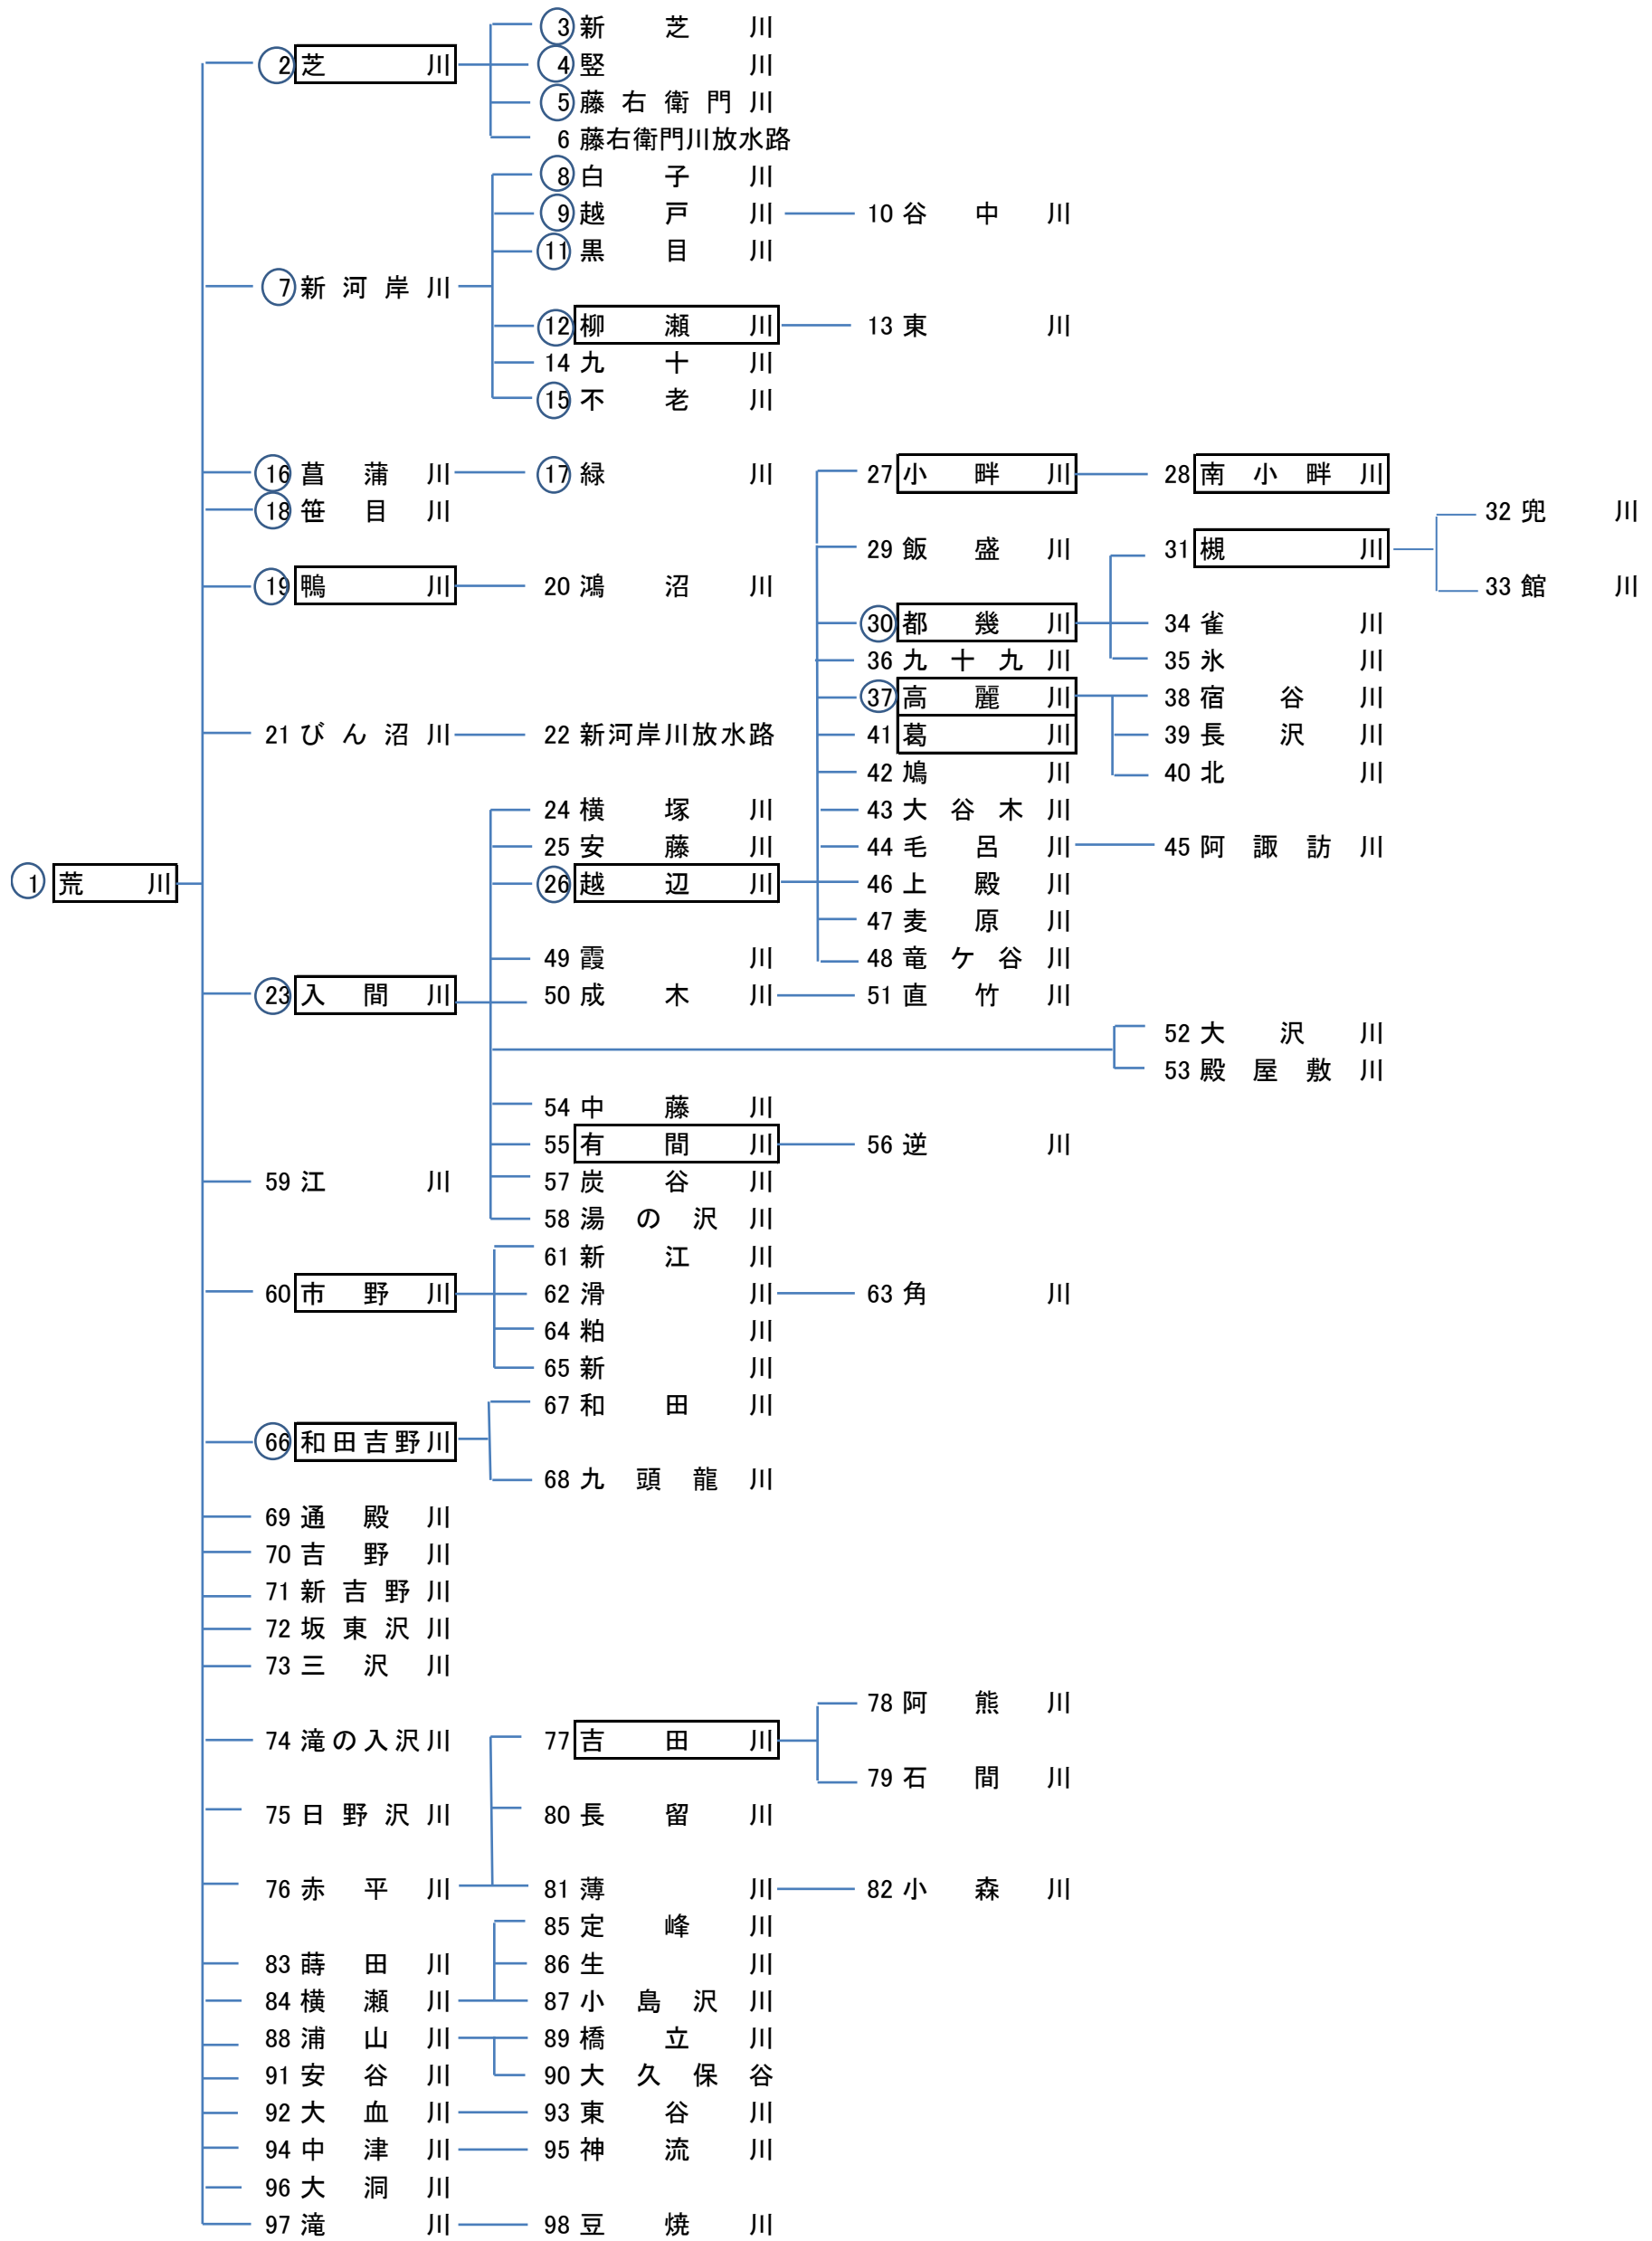 3 新芝川
2 芝川 4 竪川
5 藤右衛門川
6 藤右衛門川放水路
8 白子川
9 越戸川 10 谷中川
11 黒目川
7 新河岸川
12 柳瀬川 13 東川
14 九十川
15 不老川
16 菖蒲川 17 緑川 27 小畔川 28 南小畔川
18 笹目川 32 兜川
29 飯盛川 31 槻川
19 鴨川 20 鴻沼川 33 館川
30 都幾川 34 雀川
36 九十九川 35 氷川
37 高麗川 38 宿谷川
21 びん沼川 22 新河岸川放水路 41 葛川 39 長沢川
42 鳩川 40 北川
24 横塚川 43 大谷木川
25 安藤川 44 毛呂川 45 阿諏訪川
1 荒川 26 越辺川 46 上殿川
47 麦原川
49 霞川 48 竜ケ谷川
23 入間川 50 成木川 51 直竹川
52 大沢川
53 殿屋敷川
54 中藤川
55 有間川 56 逆川
59 江川 57 炭谷川
58 湯の沢川
61 新江川
60 市野川 62 滑川 63 角川
64 粕川
65 新川
67 和田川
66 和田吉野川
68 九頭龍川
69 通殿川
70 吉野川
71 新吉野川
72 坂東沢川
73 三沢川
78 阿熊川
74 滝の入沢川 77 吉田川
79 石間川
75 日野沢川 80 長留川
76 赤平川 81 薄川 82 小森川
85 定峰川
83 蒔田川 86 生川
84 横瀬川 87 小島沢川
88 浦山川 89 橋立川
91 安谷川 90 大久保谷
92 大血川 93 東谷川
94 中津川 95 神流川
96 大洞川
97 滝川 98 豆焼川